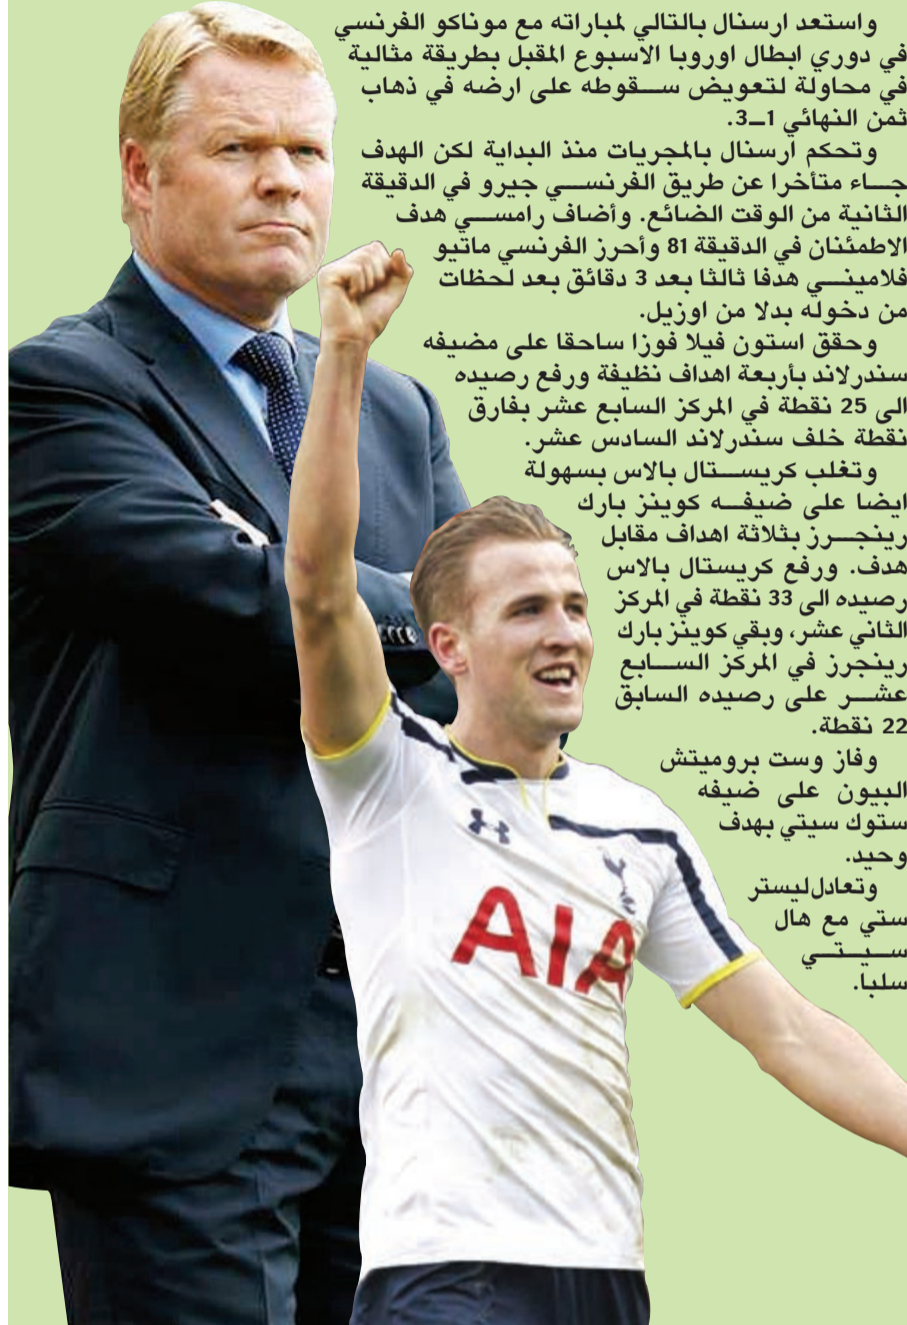 واستعد ارسنال بالتالي لمباراته مع موناكو الفرنسي
في دوري ابطال اوروبا الاسبوع المقبل بطريقة مثالية
في محاولة لتعويض سقوطه على ارضه في ذهاب
ثمن النهائي 1ـ3.
وتحكم ارسنال بالمجريات منذ البداية لكن الهدف
جاء متأخرا عن طريق الفرنسي جيرو في الدقيقة
الثانية من الوقت الضائع. وأضاف رامسي هدف
الاطمئنان في الدقيقة 81 وأحرز الفرنسي ماتيو
فلاميني هدفا ثالثا بعد 3 دقائق بعد لحظات
من دخوله بدلا من اوزيل.
وحقق استون فيلا فوزا ساحقا على مضيفه
سندرلاند بأربعة اهداف نظيفة ورفع رصيده
الى 25 نقطة في المركز السابع عشر بفارق
نقطة خلف سندرلاند السادس عشر.
وتغلب كريستال بالاس بسهولة
ايضا على ضيفه كوينز بارك
رينجرز بثلاثة اهداف مقابل
هدف. ورفع كريستال بالاس
رصيده الى 33 نقطة في المركز
الثاني عشر، وبقي كوينز بارك
رينجرز في المركز السابع
عشر على رصيده السابق
22 نقطة.
وفاز وست بروميتش
البيون على ضيفه
ستوك سيتي بهدف
وحيد.
وتعادل ليستر
ستي مع هال
سيتي
سلبا.
AIA